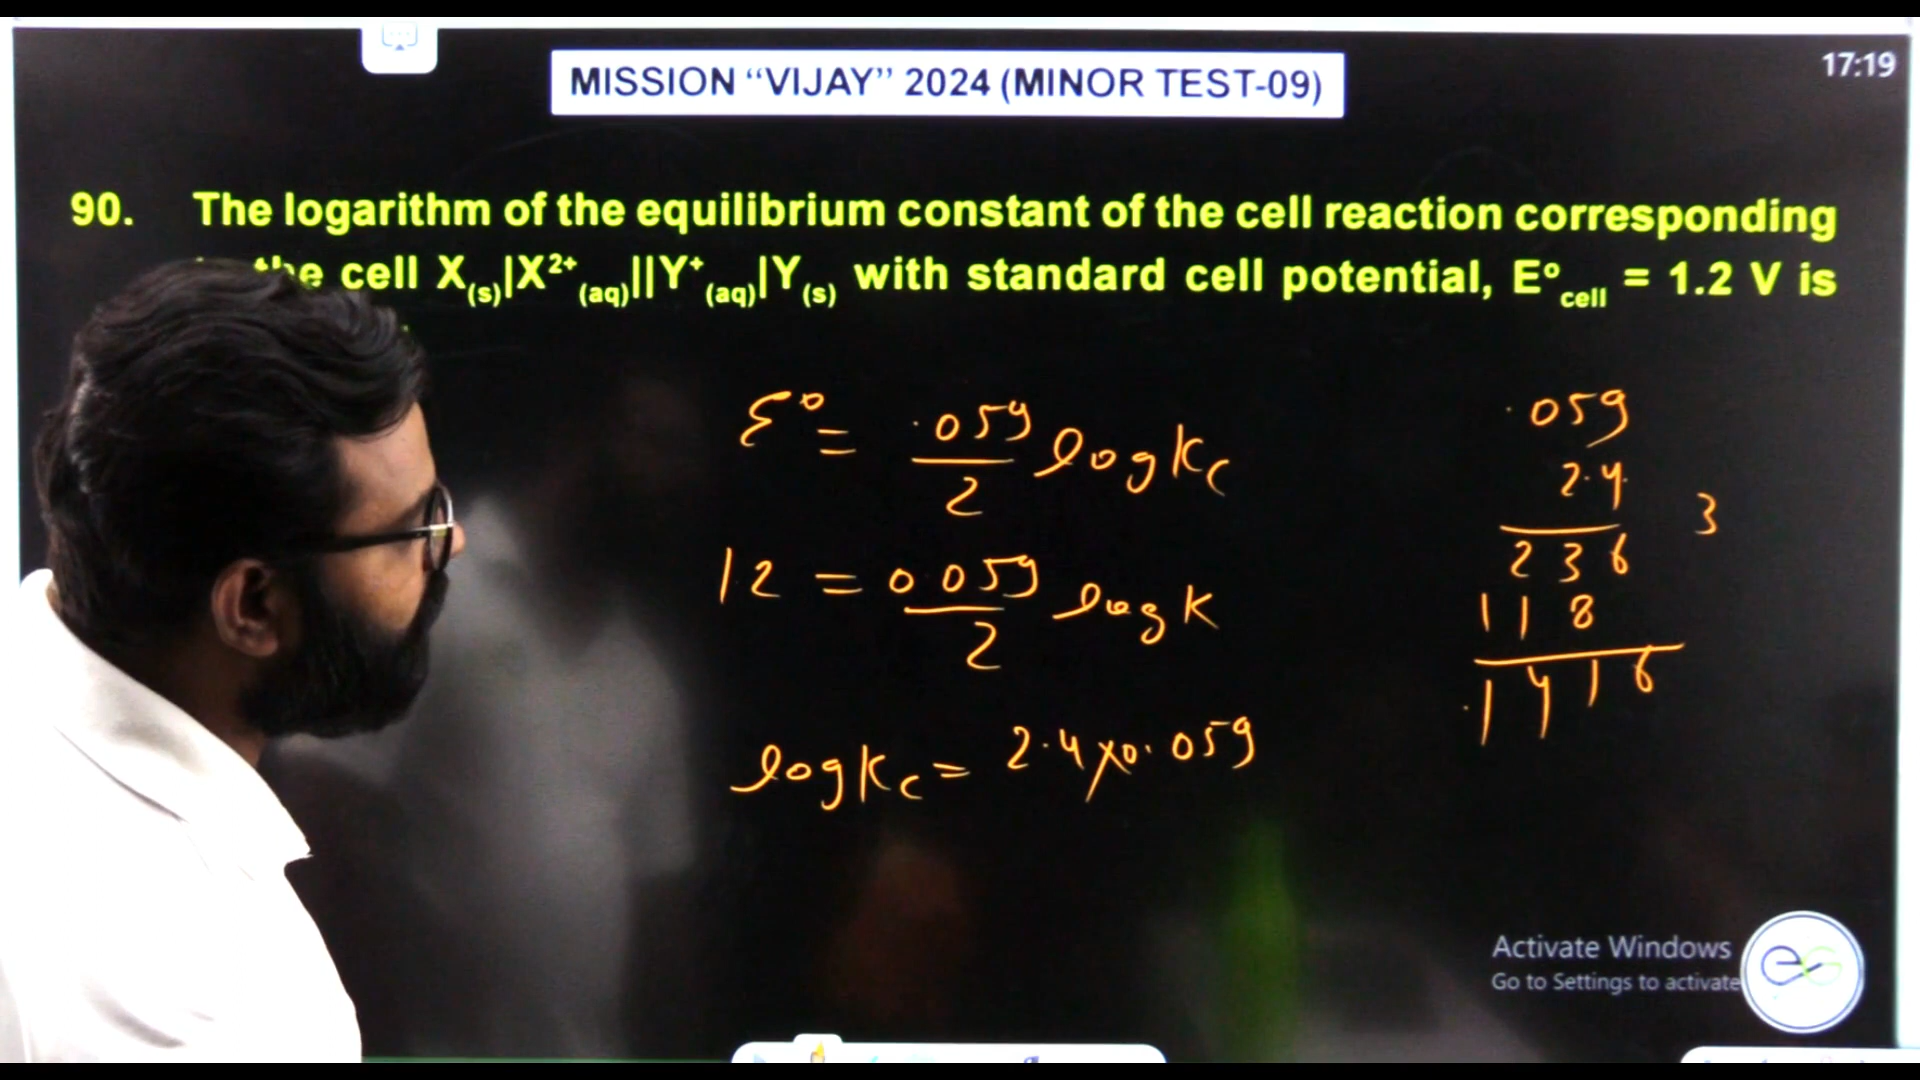 17:19
MISSION “VIJAY” 2024 (MINOR TEST-09)
90. The logarithm of the equilibrium constant of the cell reaction corresponding
the cell X(s)|X²⁺(aq)||Y⁺(aq)|Y(s) with standard cell potential, E°cell = 1.2 V is
E° = .059/2 log Kc
1.2 = 0.059/2 log K
log Kc = 2.4 x 0.059
.059
2.4
236
118
.1416
3
Activate Windows
Go to Settings to activate